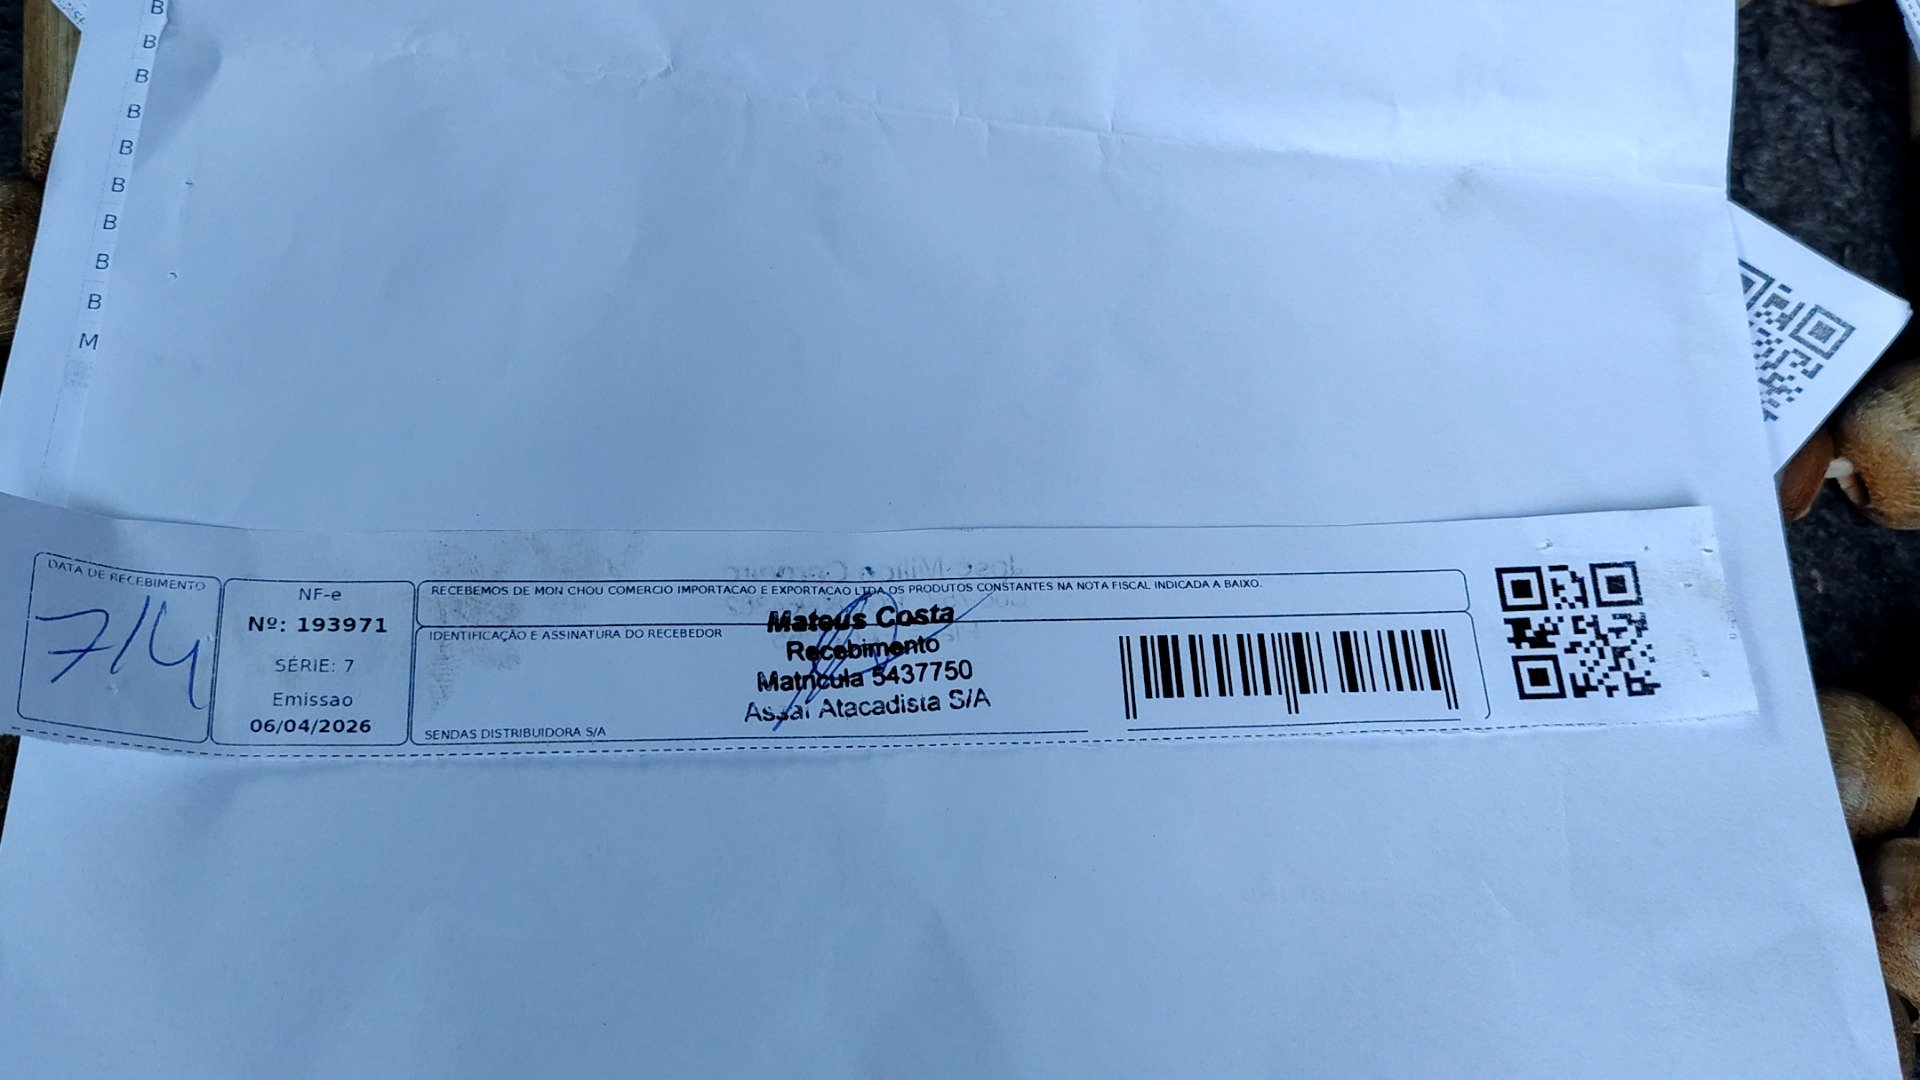 B
B
B
B
B
B
B
B
B
M
DATA DE RECEBIMENTO
7/4
NF-e
Nº: 193971
SÉRIE: 7
Emissao
06/04/2026
RECEBEMOS DE MON CHOU COMERCIO IMPORTACAO E EXPORTACAO LTDA OS PRODUTOS CONSTANTES NA NOTA FISCAL INDICADA A BAIXO.
IDENTIFICAÇÃO E ASSINATURA DO RECEBEDOR
Mateus Costa
Recebimento
Matricula 5437750
Assai Atacadista S/A
SENDAS DISTRIBUIDORA S/A